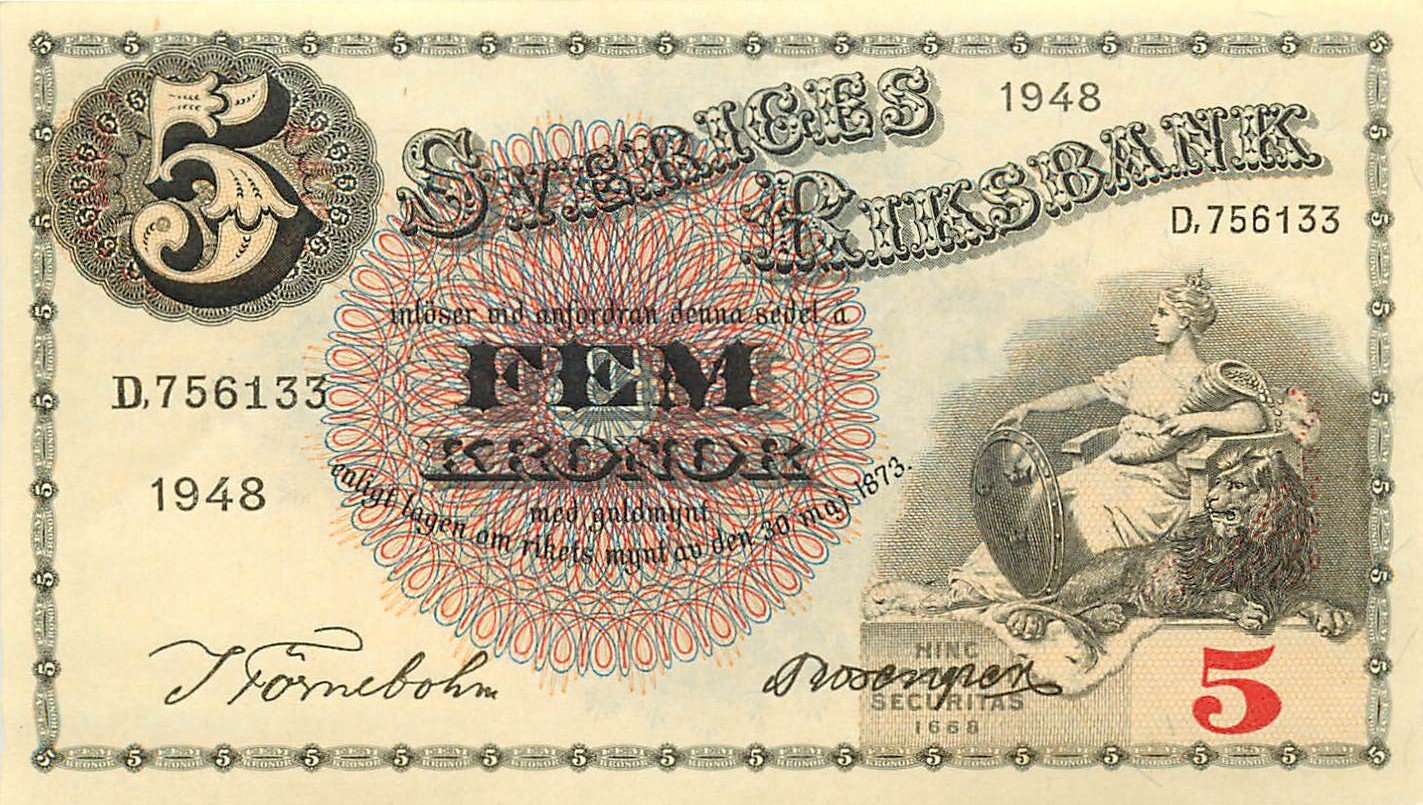 5
SVERIGES
1948
RIKSBANK
D,756133
inlöser vid anfordran denna sedel å
FEM
D,756133
KRONOR
1948
med guldmynt
enligt lagen om rikets mynt av den 30 maj 1873.
HINC
J Törnebohm
SECURITAS
1668
5